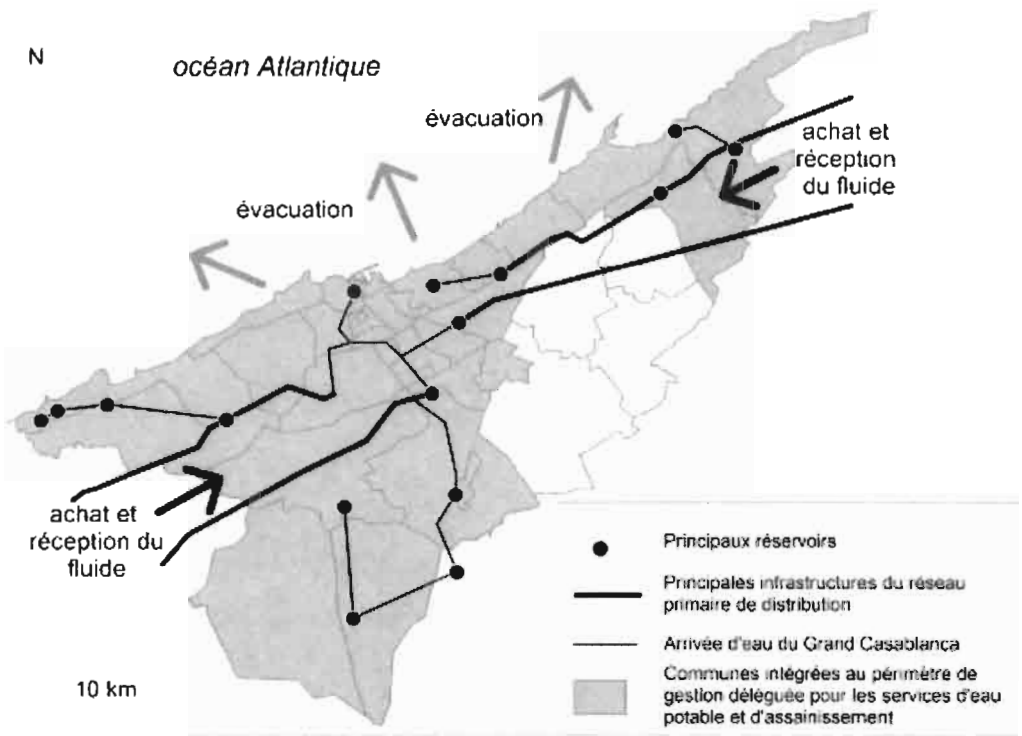 N
océan Atlantique
évacuation
achat et
réception
du fluide
évacuation
achat et
réception du
fluide
10 km
Principaux réservoirs
Principales infrastructures du réseau
primaire de distribution
Arrivée d'eau du Grand Casablanca
Communes intégrées au périmètre de
gestion déléguée pour les services d'eau
potable et d'assainissement